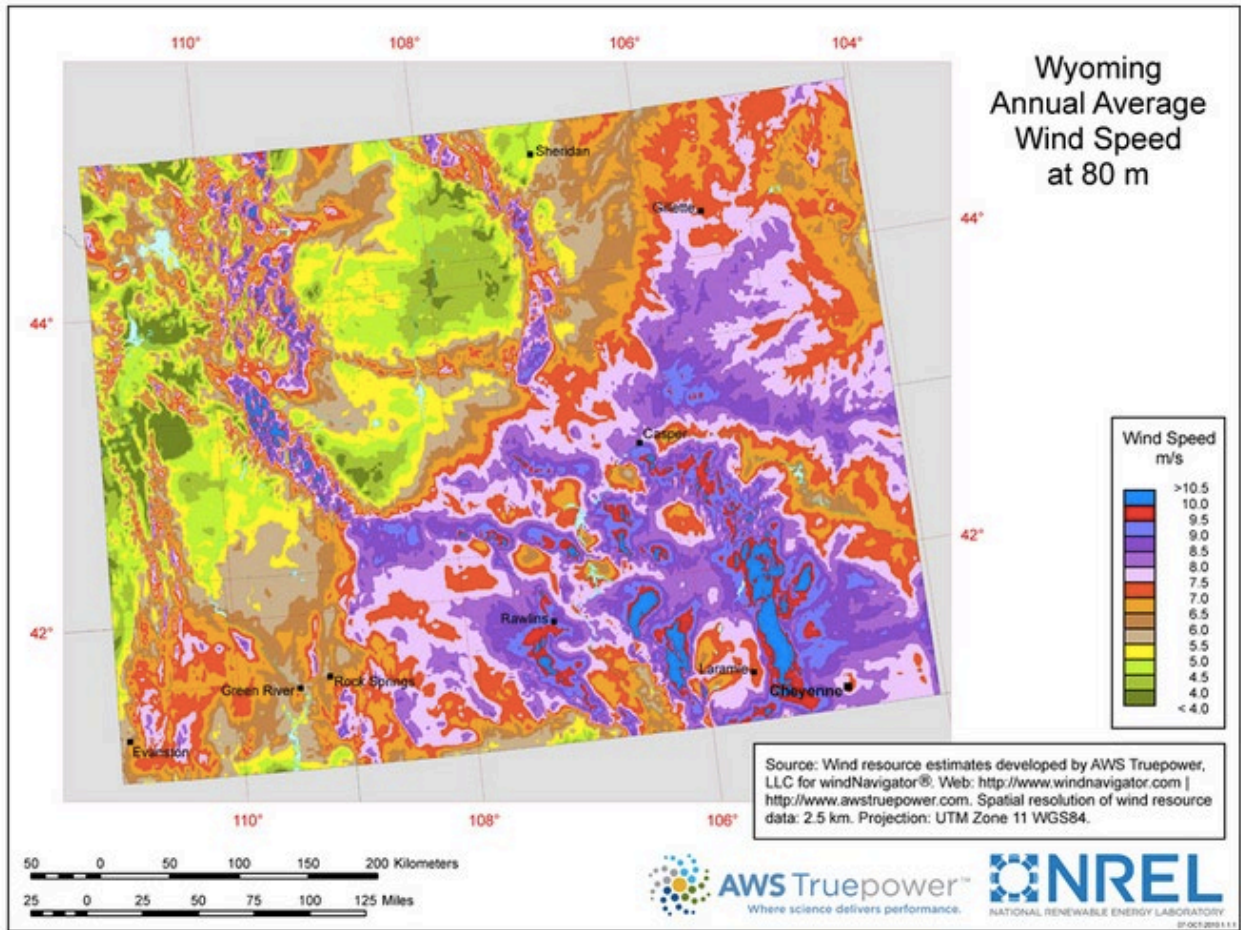 110°
108°
106°
104°
Wyoming
Annual Average
Wind Speed
at 80 m
Sheridan
Gillette
44°
44°
Casper
Wind Speed
m/s
>10.5
10.0
9.5
9.0
8.5
8.0
7.5
7.0
6.5
6.0
5.5
5.0
4.5
4.0
< 4.0
42°
42°
Rawlins
Laramie
Cheyenne
Green River
Rock Springs
Evanston
Source: Wind resource estimates developed by AWS Truepower,
LLC for windNavigator®. Web: http://www.windnavigator.com |
http://www.awstruepower.com. Spatial resolution of wind resource
data: 2.5 km. Projection: UTM Zone 11 WGS84.
110°
108°
106°
50 0 50 100 150 200 Kilometers
25 0 25 50 75 100 125 Miles
AWS Truepower™
Where science delivers performance.
NREL
NATIONAL RENEWABLE ENERGY LABORATORY
07-OCT-2010 1.1.1